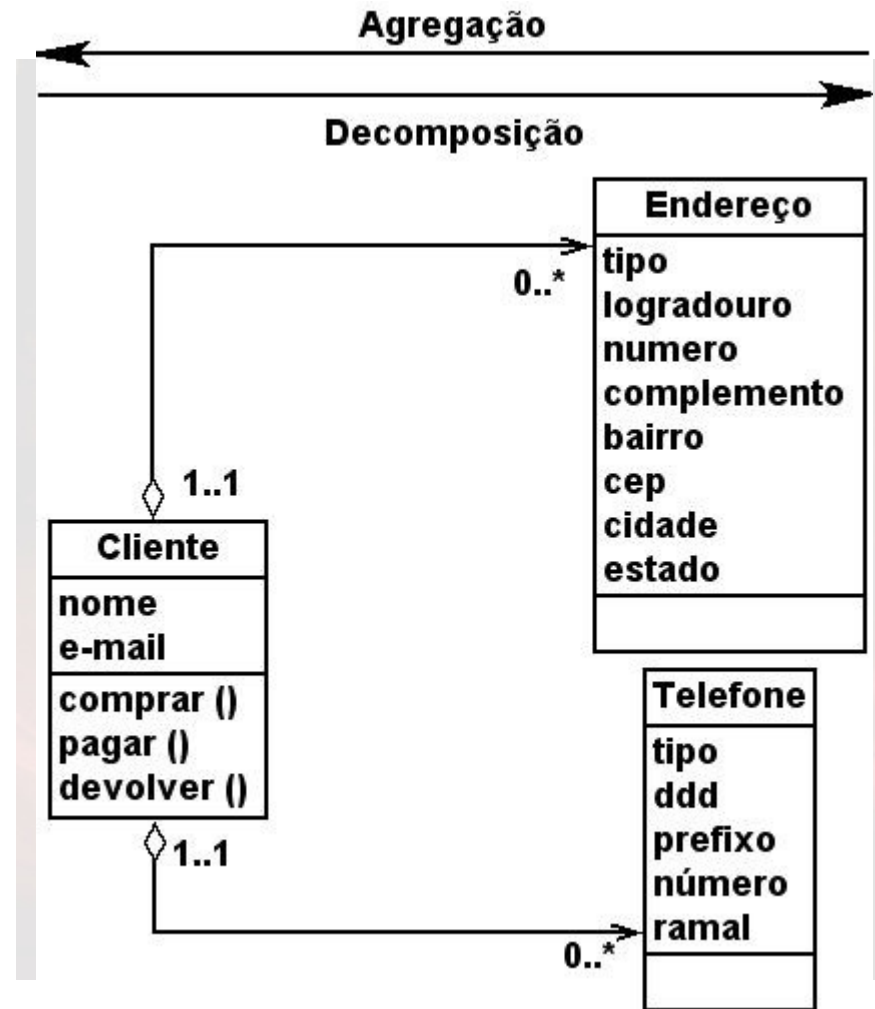 Agregação
Decomposição
Endereço
tipo
logradouro
numero
complemento
bairro
cep
cidade
estado
0..*
1..1
Cliente
nome
e-mail
comprar ()
pagar ()
devolver ()
1..1
Telefone
tipo
ddd
prefixo
número
ramal
0..*